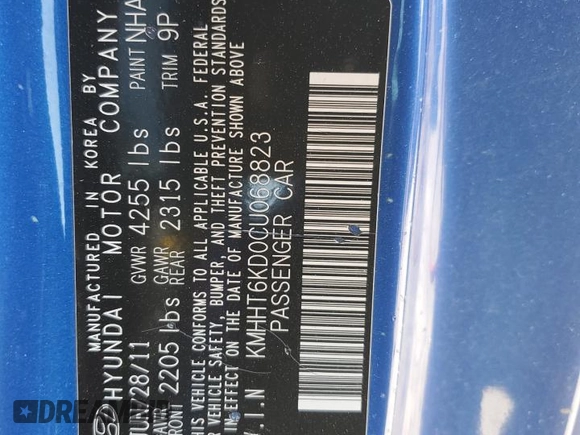 MANUFACTURED IN KOREA BY
HYUNDAI MOTOR COMPANY
/28/11 GVWR 4255 lbs PAINT NHA
FRONT 2205 lbs GAWR REAR 2315 lbs TRIM 9P
THIS VEHICLE CONFORMS TO ALL APPLICABLE U.S.A. FEDERAL
VEHICLE SAFETY, BUMPER, AND THEFT PREVENTION STANDARDS
IN EFFECT ON THE DATE OF MANUFACTURE SHOWN ABOVE
V.I.N KMHHT6KD0CU068823
PASSENGER CAR